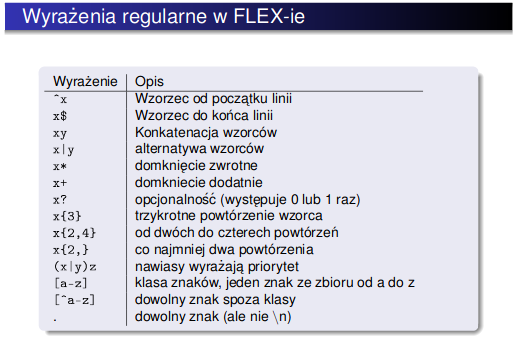 Wyrażenia regularne w FLEX-ie
Wyrażenie Opis
^x Wzorzec od początku linii
x$ Wzorzec do końca linii
xy Konkatenacja wzorców
x|y alternatywa wzorców
x* domknięcie zwrotne
x+ domkniecie dodatnie
x? opcjonalność (występuje 0 lub 1 raz)
x{3} trzykrotne powtórzenie wzorca
x{2,4} od dwóch do czterech powtórzeń
x{2,} co najmniej dwa powtórzenia
(x|y)z nawiasy wyrażają priorytet
[a-z] klasa znaków, jeden znak ze zbioru od a do z
[^a-z] dowolny znak spoza klasy
. dowolny znak (ale nie \n)